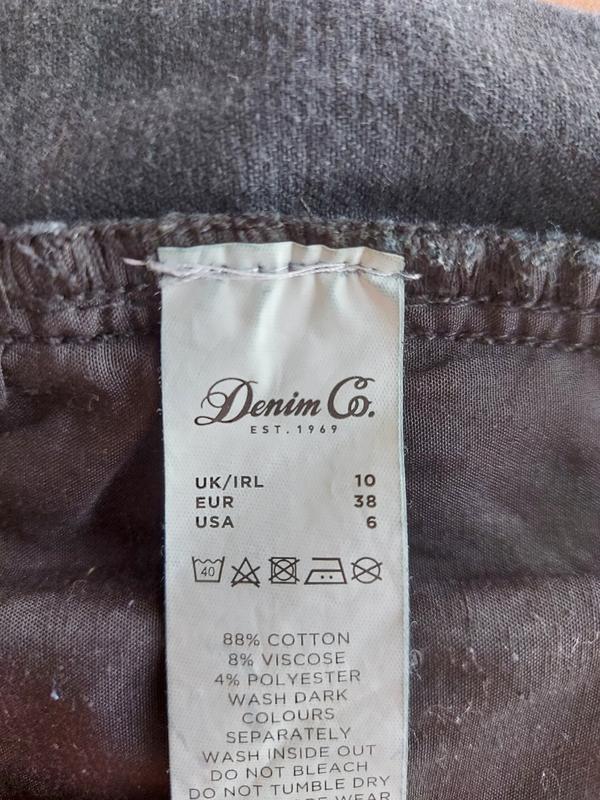 Denim Co.
EST. 1969
UK/IRL 10
EUR 38
USA 6
40
88% COTTON
8% VISCOSE
4% POLYESTER
WASH DARK
COLOURS
SEPARATELY
WASH INSIDE OUT
DO NOT BLEACH
DO NOT TUMBLE DRY
WEAR